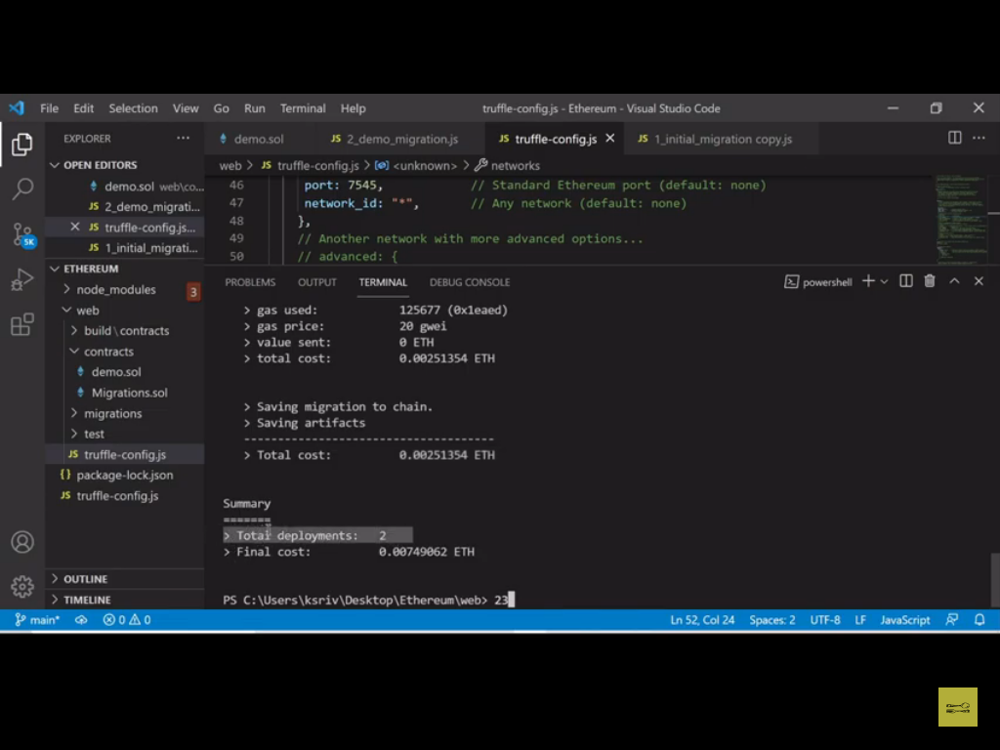 File Edit Selection View Go Run Terminal Help truffle-config.js - Ethereum - Visual Studio Code
EXPLORER
demo.sol 2_demo_migration.js truffle-config.js 1_initial_migration copy.js
OPEN EDITORS
web > truffle-config.js > <unknown> > networks
demo.sol web\co...
2_demo_migrati...
truffle-config.js...
1_initial_migrati...
ETHEREUM
node_modules 3
web
build\contracts
contracts
demo.sol
Migrations.sol
migrations
test
JS truffle-config.js
{} package-lock.json
JS truffle-config.js
OUTLINE
TIMELINE
5K
46 port: 7545, // Standard Ethereum port (default: none)
47 network_id: "*", // Any network (default: none)
48 },
49 // Another network with more advanced options...
50 // advanced: {
PROBLEMS OUTPUT TERMINAL DEBUG CONSOLE powershell
> gas used: 125677 (0x1eaed)
> gas price: 20 gwei
> value sent: 0 ETH
> total cost: 0.00251354 ETH
> Saving migration to chain.
> Saving artifacts
-------------------------------------
> Total cost: 0.00251354 ETH
Summary
=======
> Total deployments: 2
> Final cost: 0.00749062 ETH
PS C:\Users\ksriv\Desktop\Ethereum\web> 23
main* 0 0 Ln 52, Col 24 Spaces: 2 UTF-8 LF JavaScript